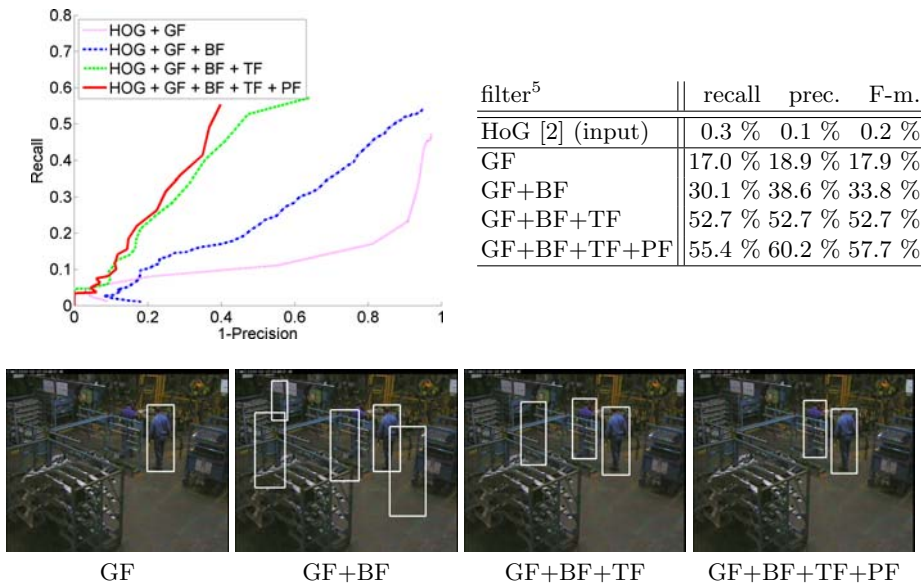 0.8
0.7
0.6
0.5
0.4
0.3
0.2
0.1
0
Recall
HOG + GF
HOG + GF + BF
HOG + GF + BF + TF
HOG + GF + BF + TF + PF
0 0.2 0.4 0.6 0.8 1
1-Precision
filter5 recall prec. F-m.
HoG [2] (input) 0.3 % 0.1 % 0.2 %
GF 17.0 % 18.9 % 17.9 %
GF+BF 30.1 % 38.6 % 33.8 %
GF+BF+TF 52.7 % 52.7 % 52.7 %
GF+BF+TF+PF 55.4 % 60.2 % 57.7 %
GF GF+BF GF+BF+TF GF+BF+TF+PF